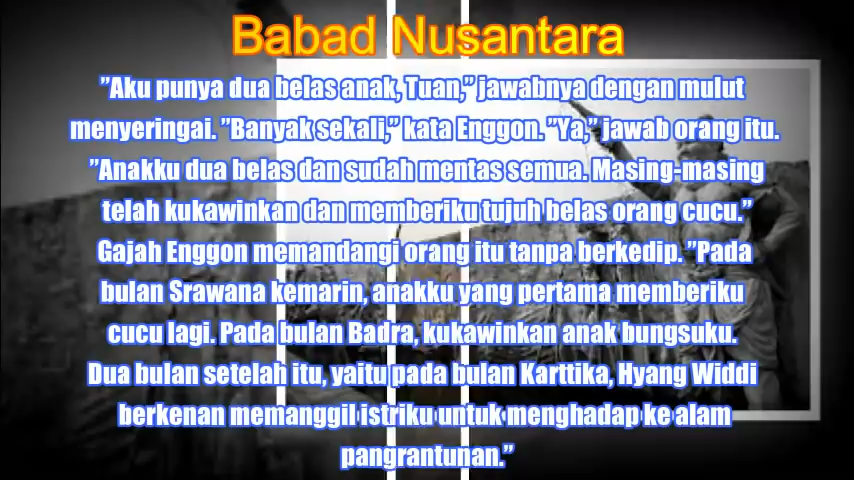 Babad Nusantara
”Aku punya dua belas anak, Tuan,” jawabnya dengan mulut
menyeringai. ”Banyak sekali,” kata Enggon. ”Ya,” jawab orang itu.
”Anakku dua belas dan sudah mentas semua. Masing-masing
telah kukawinkan dan memberiku tujuh belas orang cucu.”
Gajah Enggon memandangi orang itu tanpa berkedip. ”Pada
bulan Srawana kemarin, anakku yang pertama memberiku
cucu lagi. Pada bulan Badra, kukawinkan anak bungsuku.
Dua bulan setelah itu, yaitu pada bulan Karttika, Hyang Widdi
berkenan memanggil istriku untuk menghadap ke alam
pangrantunan.”